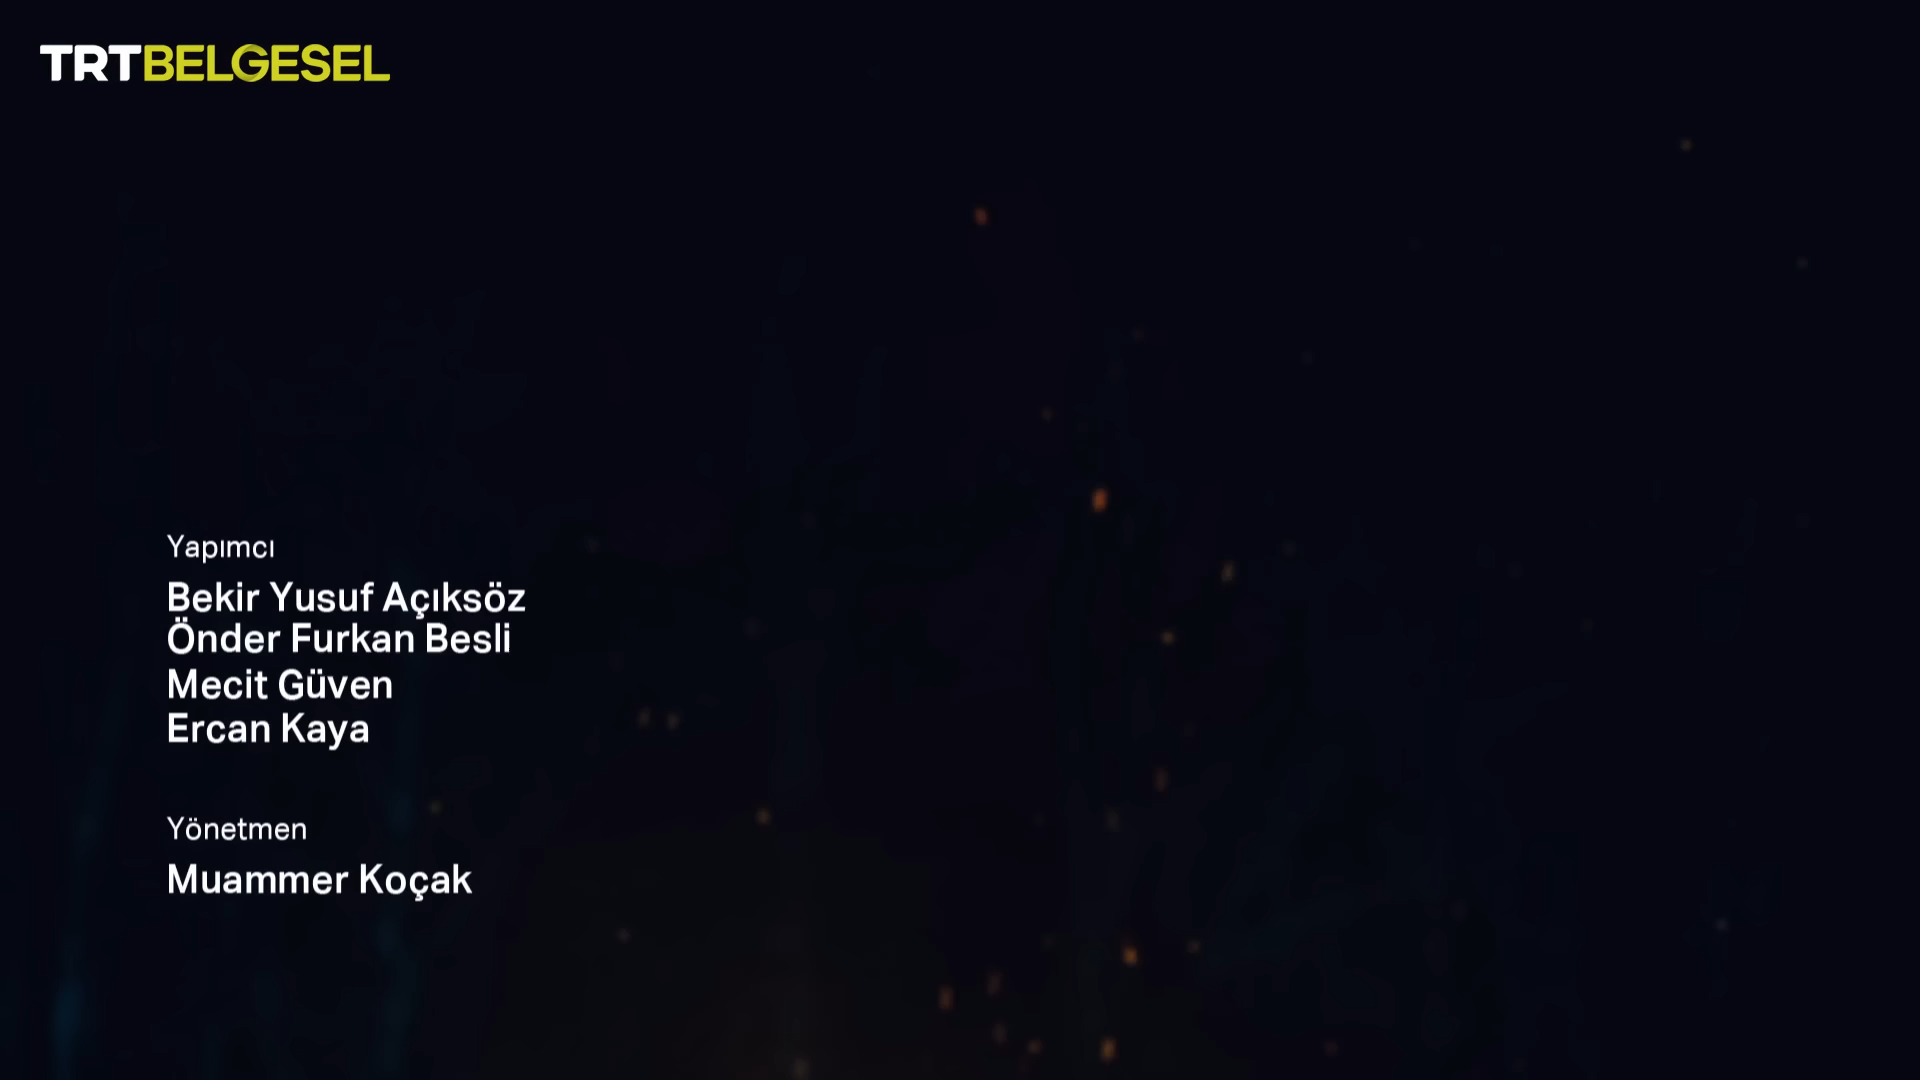 TRTBELGESEL
Yapımcı
Bekir Yusuf Açıksöz
Önder Furkan Besli
Mecit Güven
Ercan Kaya
Yönetmen
Muammer Koçak